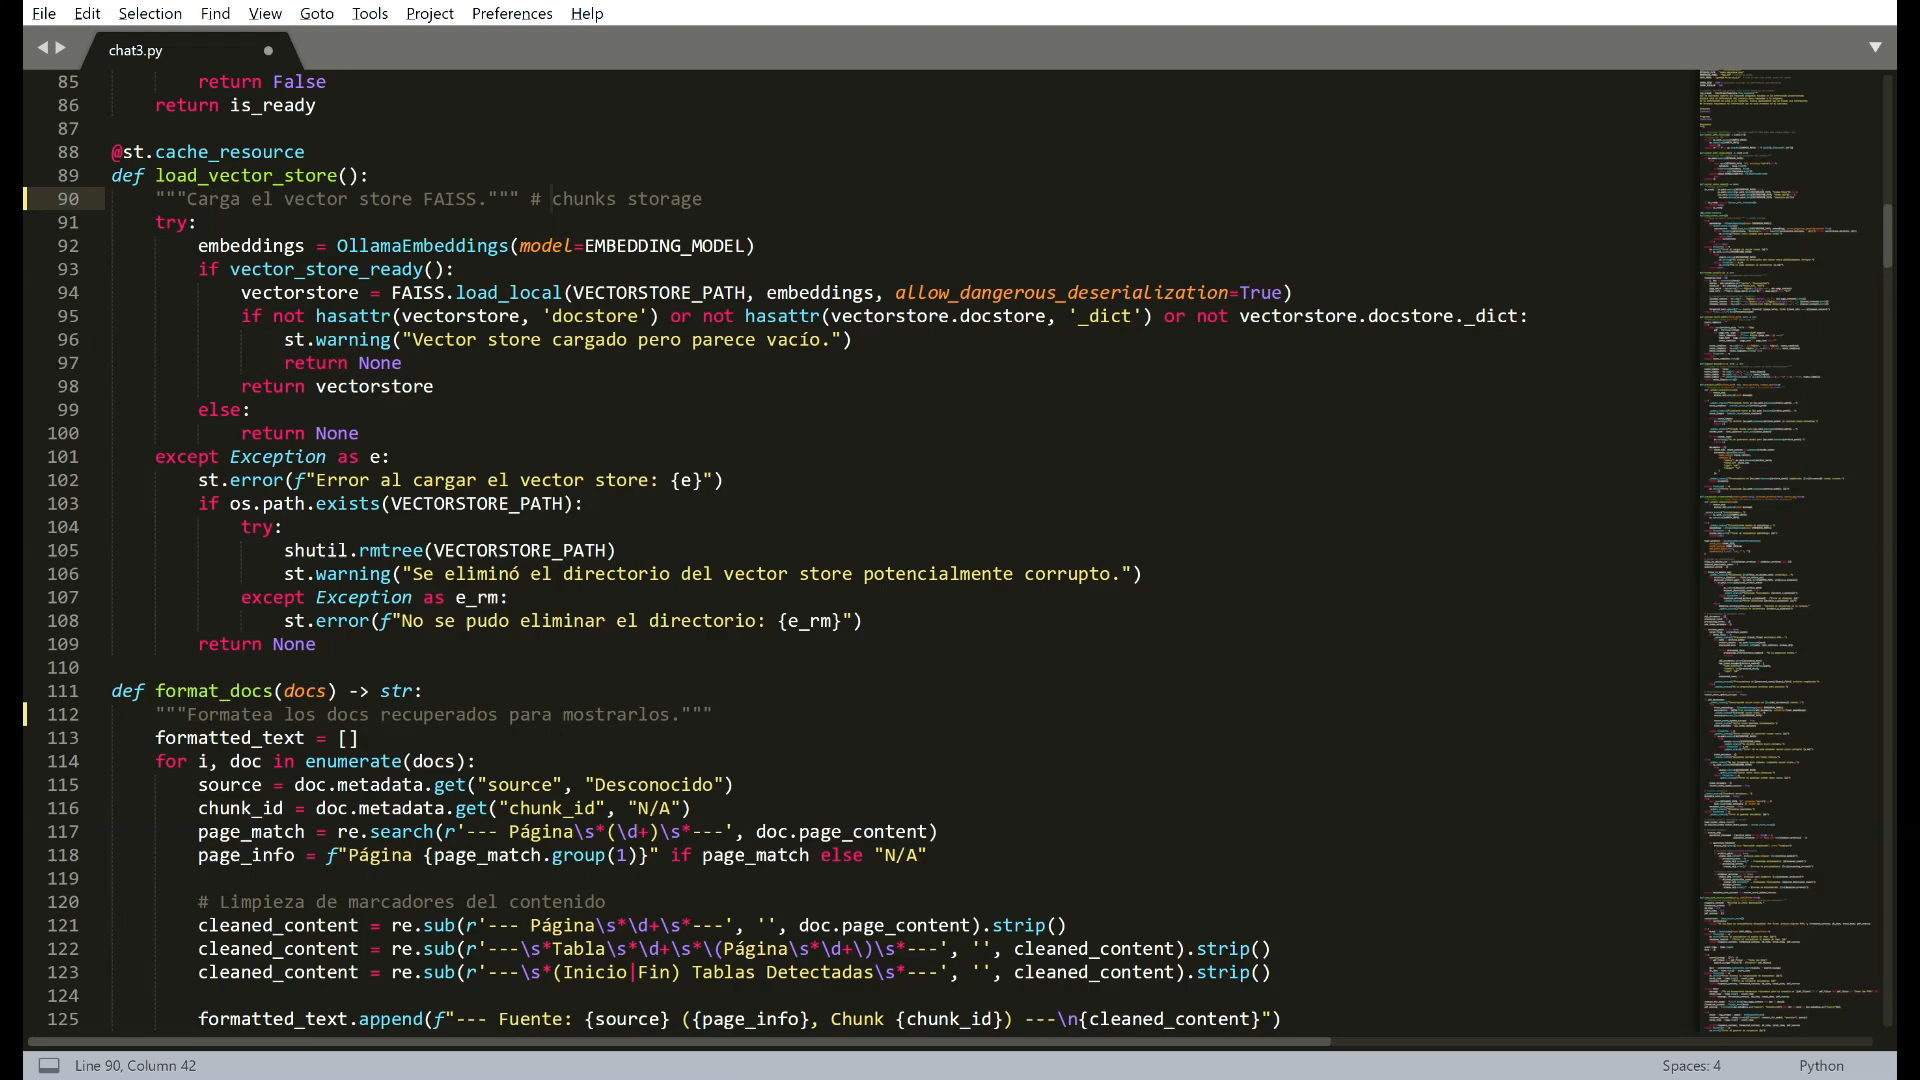 File Edit Selection Find View Goto Tools Project Preferences Help
chat3.py
85 return False
86 return is_ready
87
88 @st.cache_resource
89 def load_vector_store():
90 """Carga el vector store FAISS.""" # chunks storage
91 try:
92 embeddings = OllamaEmbeddings(model=EMBEDDING_MODEL)
93 if vector_store_ready():
94 vectorstore = FAISS.load_local(VECTORSTORE_PATH, embeddings, allow_dangerous_deserialization=True)
95 if not hasattr(vectorstore, 'docstore') or not hasattr(vectorstore.docstore, '_dict') or not vectorstore.docstore._dict:
96 st.warning("Vector store cargado pero parece vacío.")
97 return None
98 return vectorstore
99 else:
100 return None
101 except Exception as e:
102 st.error(f"Error al cargar el vector store: {e}")
103 if os.path.exists(VECTORSTORE_PATH):
104 try:
105 shutil.rmtree(VECTORSTORE_PATH)
106 st.warning("Se eliminó el directorio del vector store potencialmente corrupto.")
107 except Exception as e_rm:
108 st.error(f"No se pudo eliminar el directorio: {e_rm}")
109 return None
110
111 def format_docs(docs) -> str:
112 """Formatea los docs recuperados para mostrarlos."""
113 formatted_text = []
114 for i, doc in enumerate(docs):
115 source = doc.metadata.get("source", "Desconocido")
116 chunk_id = doc.metadata.get("chunk_id", "N/A")
117 page_match = re.search(r'--- Página\s*(\d+)\s*---', doc.page_content)
118 page_info = f"Página {page_match.group(1)}" if page_match else "N/A"
119
120 # Limpieza de marcadores del contenido
121 cleaned_content = re.sub(r'--- Página\s*\d+\s*---', '', doc.page_content).strip()
122 cleaned_content = re.sub(r'---\s*Tabla\s*\d+\s*\(Página\s*\d+\)\s*---', '', cleaned_content).strip()
123 cleaned_content = re.sub(r'---\s*(Inicio|Fin) Tablas Detectadas\s*---', '', cleaned_content).strip()
124
125 formatted_text.append(f"--- Fuente: {source} ({page_info}, Chunk {chunk_id}) ---\n{cleaned_content}")
Line 90, Column 42 Spaces: 4 Python